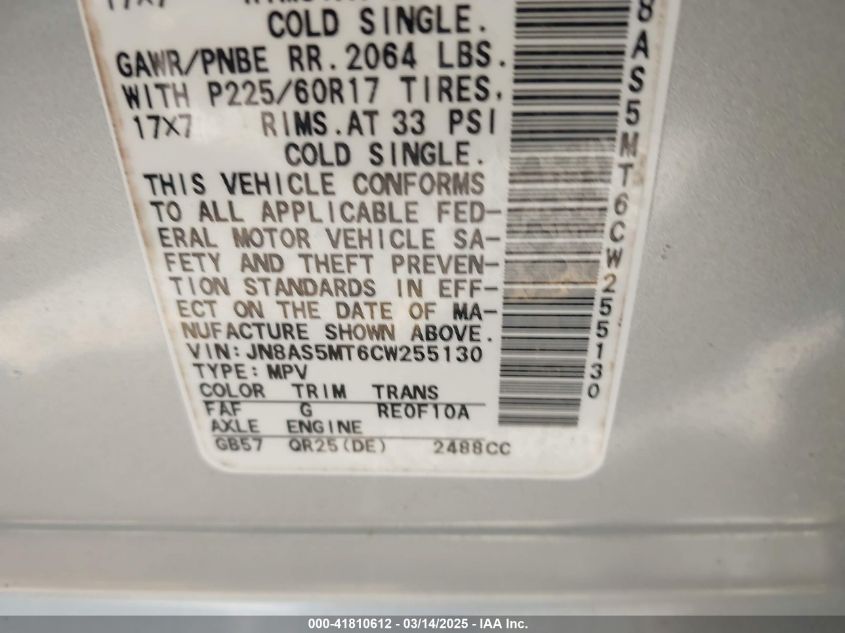 17X7
COLD SINGLE.
GAWR/PNBE RR. 2064 LBS.
WITH P225/60R17 TIRES,
17X7 RIMS.AT 33 PSI
COLD SINGLE.
THIS VEHICLE CONFORMS
TO ALL APPLICABLE FED-
ERAL MOTOR VEHICLE SA-
FETY AND THEFT PREVEN-
TION STANDARDS IN EFF-
ECT ON THE DATE OF MA-
NUFACTURE SHOWN ABOVE.
VIN: JN8AS5MT6CW255130
TYPE: MPV
COLOR TRIM TRANS
FAF G RE0F10A
AXLE ENGINE
GB57 QR25(DE) 2488CC
8AS5MT6CW255130
000-41810612 - 03/14/2025 - IAA Inc.